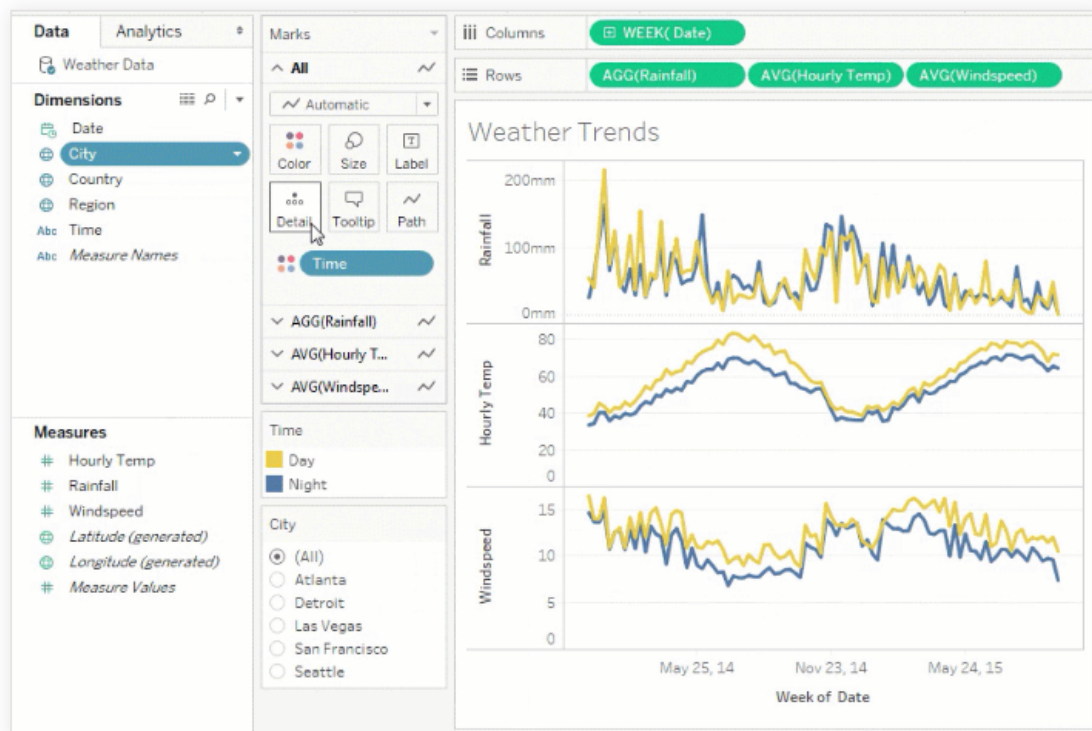 Data
Analytics
Weather Data
Dimensions
Date
City
Country
Region
Abc Time
Abc Measure Names
Measures
Hourly Temp
Rainfall
Windspeed
Latitude (generated)
Longitude (generated)
Measure Values
Marks
All
Automatic
Color Size Label
Detail Tooltip Path
Time
AGG(Rainfall)
AVG(Hourly T...
AVG(Windspe...
Time
Day
Night
City
(All)
Atlanta
Detroit
Las Vegas
San Francisco
Seattle
Columns WEEK( Date)
Rows AGG(Rainfall) AVG(Hourly Temp) AVG(Windspeed)
Weather Trends
Rainfall
200mm
100mm
0mm
Hourly Temp
80
60
40
20
0
Windspeed
15
10
5
0
May 25, 14 Nov 23, 14 May 24, 15
Week of Date